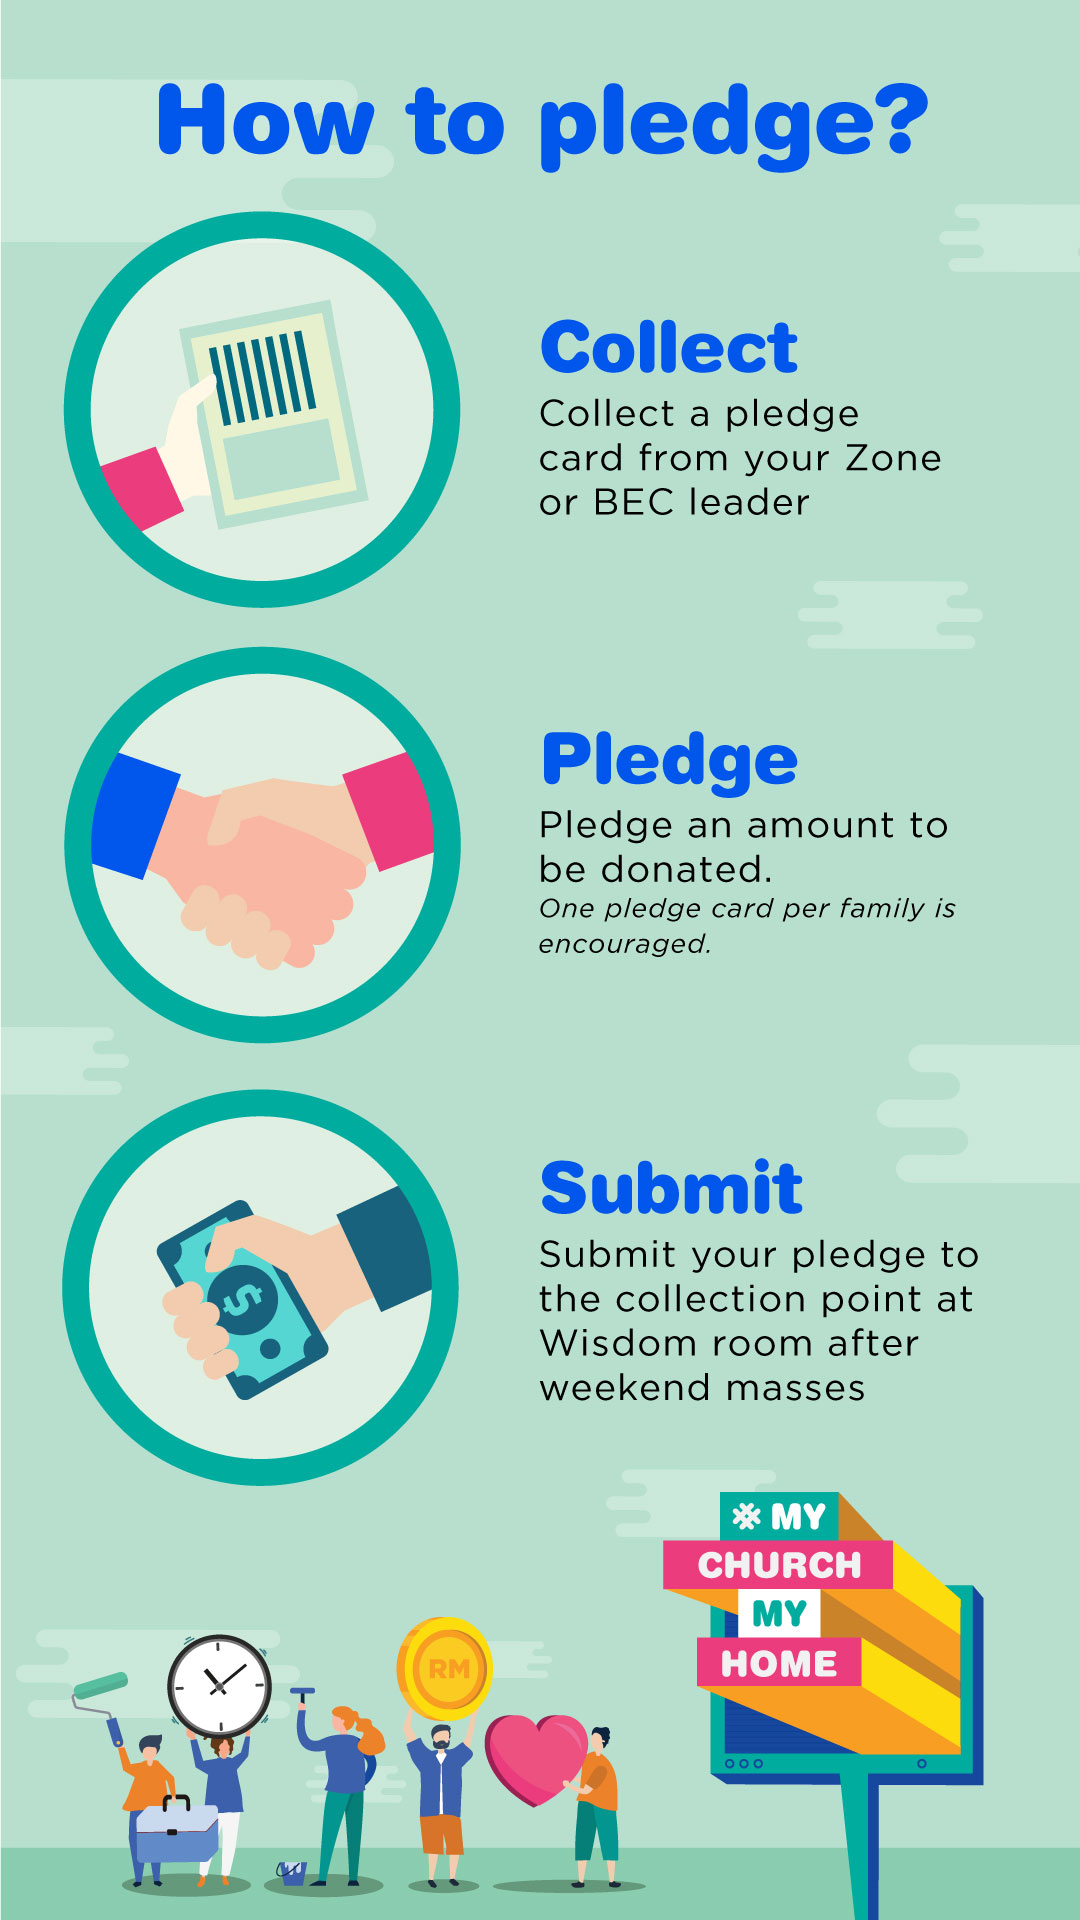 How to pledge?
Collect
Collect a pledge
card from your Zone
or BEC leader
Pledge
Pledge an amount to
be donated.
One pledge card per family is
encouraged.
$
Submit
Submit your pledge to
the collection point at
Wisdom room after
weekend masses
# MY
CHURCH
MY
HOME
RM